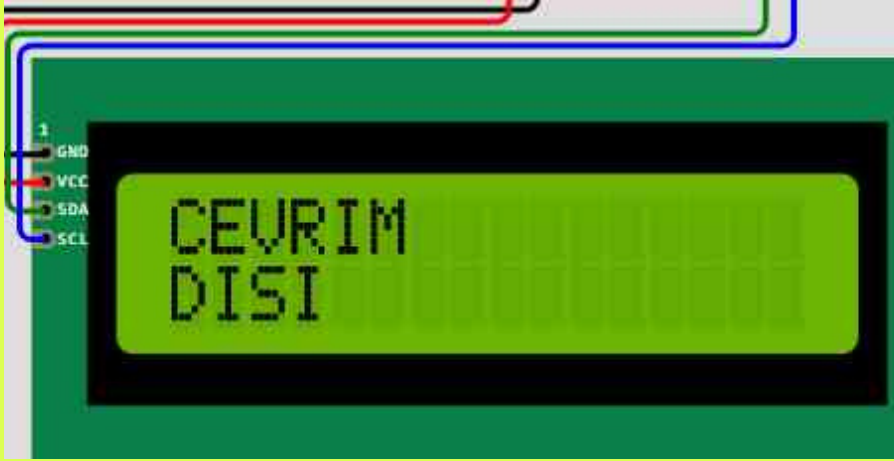 1
GND
VCC
SDA
SCL
CEVRIM
DISI